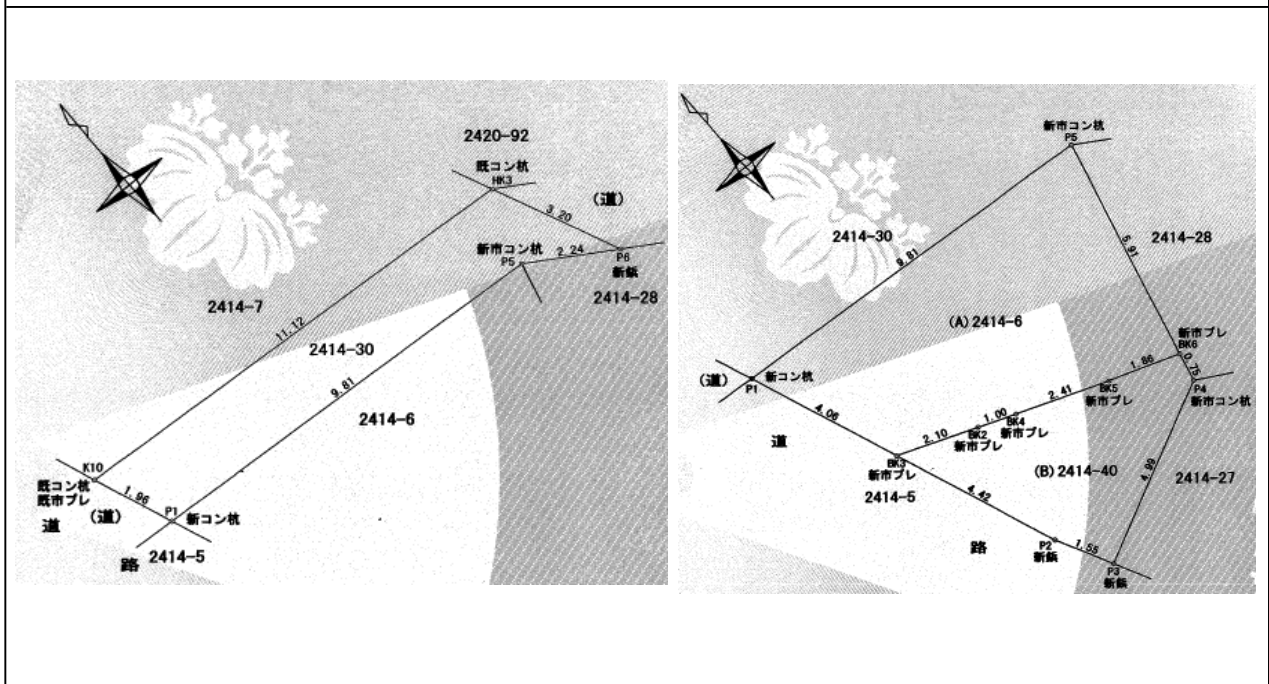 2420-92
既コン杭
HK3
(道)
3.20
新市コン杭
P5
2.24
P6
新鋲
2414-28
2414-7
11.12
2414-30
9.81
2414-6
K10
既コン杭
既市プレ
1.96
(道)
P1
新コン杭
道
路
2414-5
新市コン杭
P5
2414-30
9.81
5.91
2414-28
(A)2414-6
新市プレ
BK6
0.75
P4
新市コン杭
1.86
BK5
新市プレ
2.41
(道)
P1
新コン杭
4.06
道
1.00
BK4
新市プレ
BK2
新市プレ
2.10
BK3
新市プレ
(B)2414-40
4.99
2414-27
2414-5
4.42
路
P2
新鋲
1.55
P3
新鋲